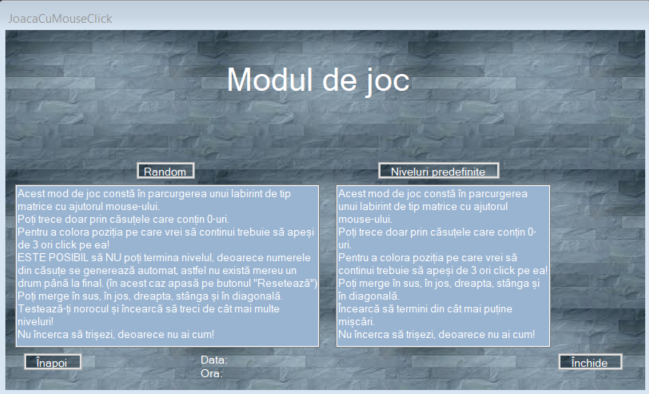 JoacaCuMouseClick
Modul de joc
Random
Niveluri predefinite
Acest mod de joc constă în parcurgerea unui labirint de tip
matrice cu ajutorul mouse-ului.
Poți trece doar prin căsuțele care conțin 0-uri.
Pentru a colora poziția pe care vrei să continui trebuie să apeși
de 3 ori click pe ea!
ESTE POSIBIL să NU poți termina nivelul, deoarece numerele
din căsuțe se generează automat, astfel nu există mereu un
drum până la final. (în acest caz apasă pe butonul "Resetează")
Poți merge în sus, în jos, dreapta, stânga și în diagonală.
Testează-ți norocul și încearcă să treci de cât mai multe
niveluri!
Nu încerca să trișezi, deoarece nu ai cum!
Acest mod de joc constă în parcurgerea
unui labirint de tip matrice cu ajutorul
mouse-ului.
Poți trece doar prin căsuțele care conțin 0-
uri.
Pentru a colora poziția pe care vrei să
continui trebuie să apeși de 3 ori click pe ea!
Poți merge în sus, în jos, dreapta, stânga și
în diagonală.
Încearcă să termini din cât mai puține
mișcări.
Nu încerca să trișezi, deoarece nu ai cum!
Înapoi
Data:
Ora:
Închide